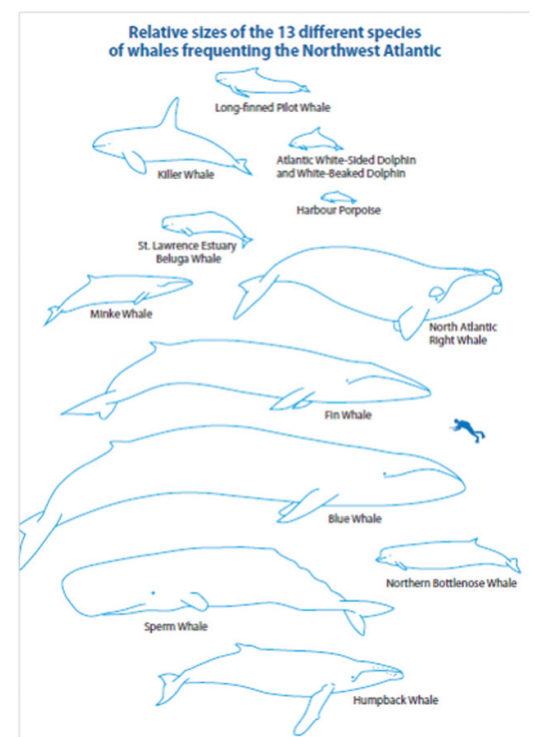 Relative sizes of the 13 different species
of whales frequenting the Northwest Atlantic
Long-finned Pilot Whale
Killer Whale
Atlantic White-Sided Dolphin
and White-Beaked Dolphin
Harbour Porpoise
St. Lawrence Estuary
Beluga Whale
Minke Whale
North Atlantic
Right Whale
Fin Whale
Blue Whale
Northern Bottlenose Whale
Sperm Whale
Humpback Whale